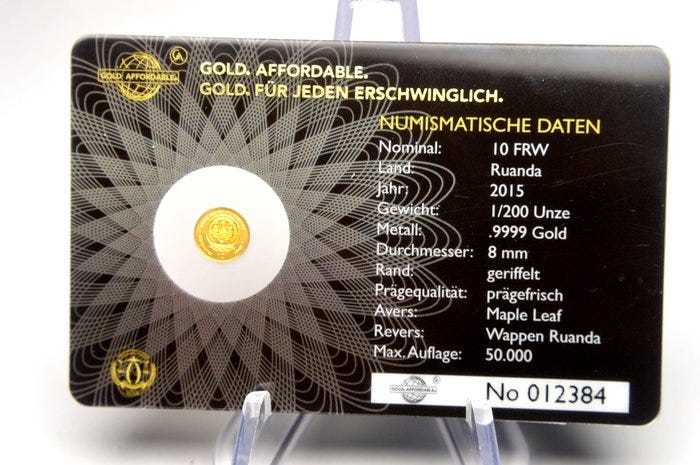 GOLD. AFFORDABLE.
GOLD. AFFORDABLE.
GOLD. FÜR JEDEN ERSCHWINGLICH.
NUMISMATISCHE DATEN
Nominal: 10 FRW
Land: Ruanda
Jahr: 2015
Gewicht: 1/200 Unze
Metall: .9999 Gold
Durchmesser: 8 mm
Rand: geriffelt
Prägequalität: prägefrisch
Avers: Maple Leaf
Revers: Wappen Ruanda
Max.Auflage: 50.000
GOLD. AFFORDABLE.
No 012384